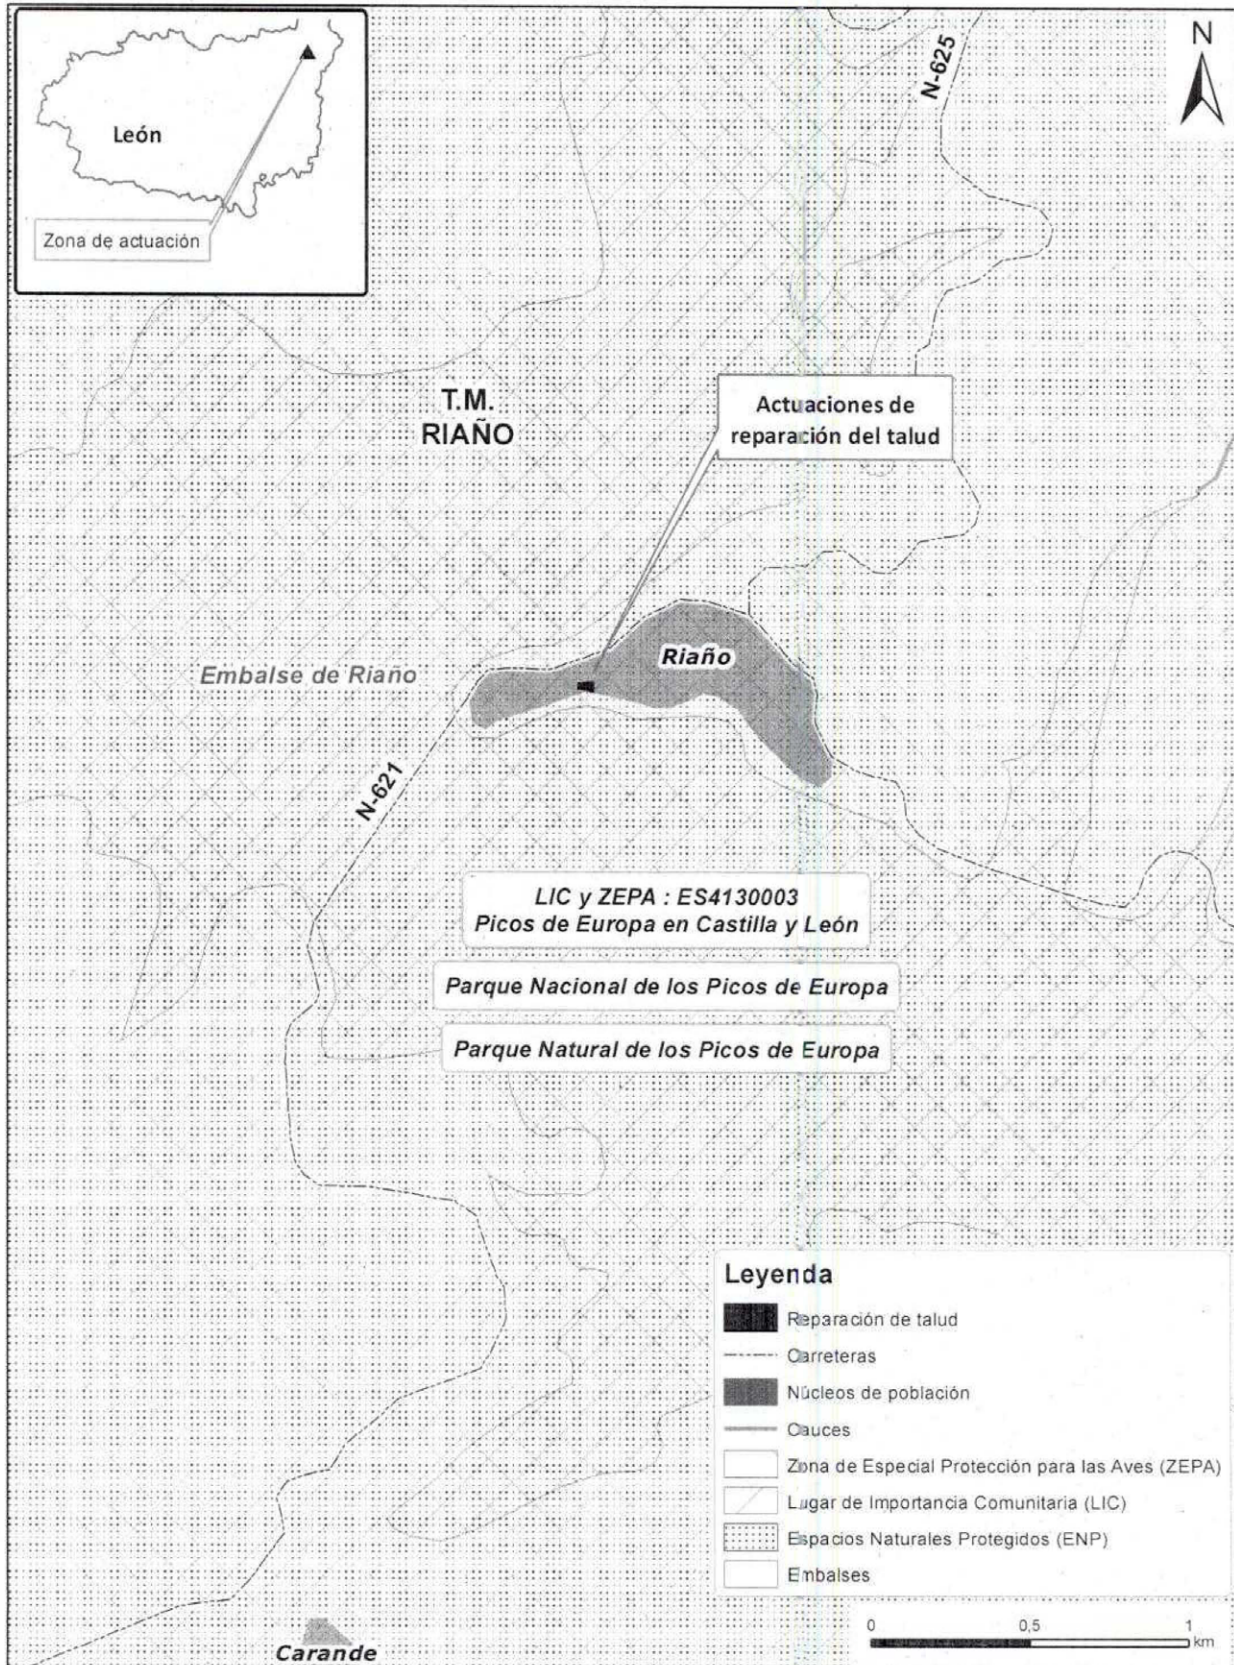 León
Zona de actuación
N
N-625
T.M.
RIAÑO
Actuaciones de
reparación del talud
Riaño
Embalse de Riaño
N-621
LIC y ZEPA : ES4130003
Picos de Europa en Castilla y León
Parque Nacional de los Picos de Europa
Parque Natural de los Picos de Europa
Leyenda
Reparación de talud
Carreteras
Núcleos de población
Cauces
Zona de Especial Protección para las Aves (ZEPA)
Lugar de Importancia Comunitaria (LIC)
Espacios Naturales Protegidos (ENP)
Embalses
0 0,5 1
km
Carande